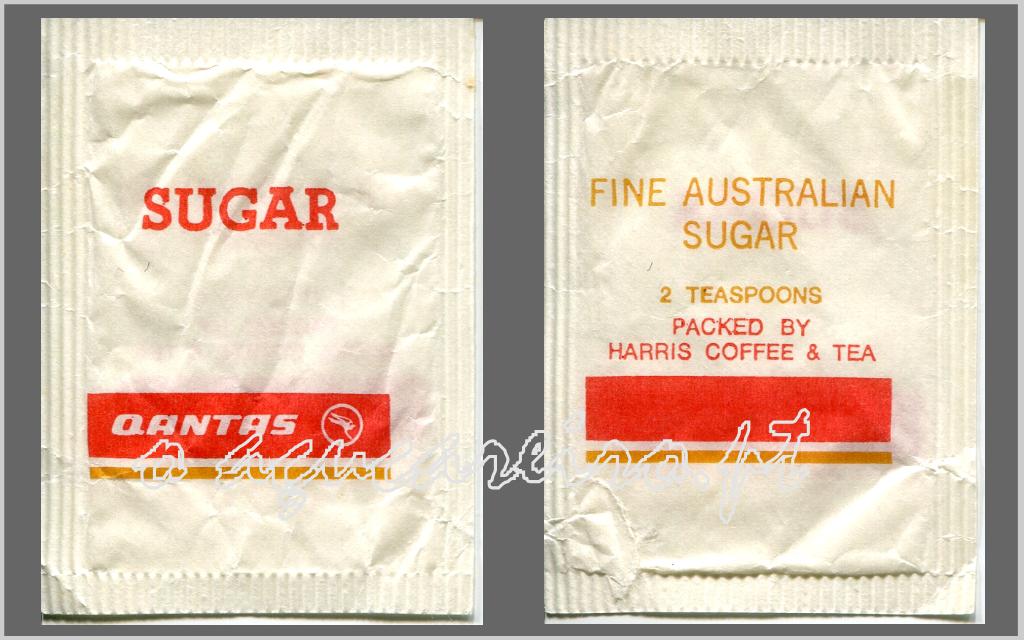 SUGAR
QANTAS
FINE AUSTRALIAN
SUGAR
2 TEASPOONS
PACKED BY
HARRIS COFFEE & TEA